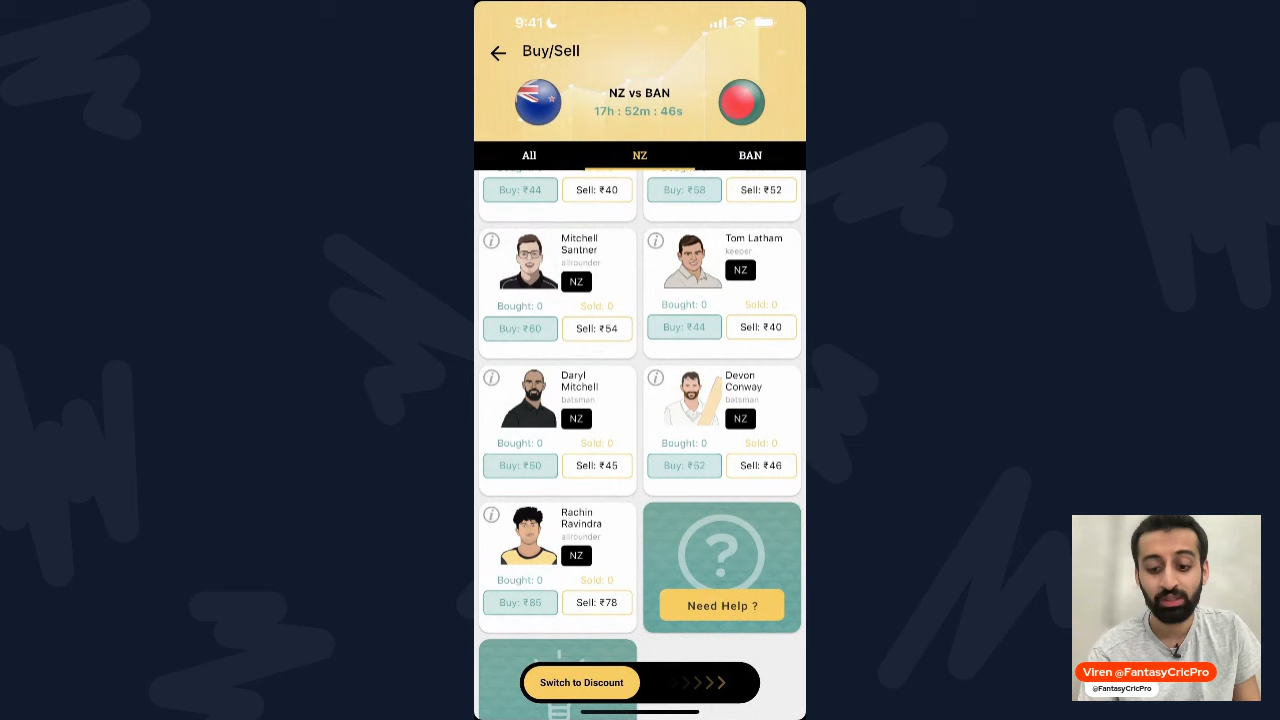 9:41
Buy/Sell
NZ vs BAN
17h : 52m : 46s
All NZ BAN
Buy: ₹44 Sell: ₹40 Buy: ₹58 Sell: ₹52
Mitchell
Santner
allrounder
NZ
Bought: 0 Sold: 0
Buy: ₹60 Sell: ₹54
Tom Latham
keeper
NZ
Bought: 0 Sold: 0
Buy: ₹44 Sell: ₹40
Daryl
Mitchell
batsman
NZ
Bought: 0 Sold: 0
Buy: ₹50 Sell: ₹45
Devon
Conway
batsman
NZ
Bought: 0 Sold: 0
Buy: ₹52 Sell: ₹46
Rachin
Ravindra
allrounder
NZ
Bought: 0 Sold: 0
Buy: ₹85 Sell: ₹78
?
Need Help ?
Switch to Discount
Viren @FantasyCricPro
@FantasyCricPro